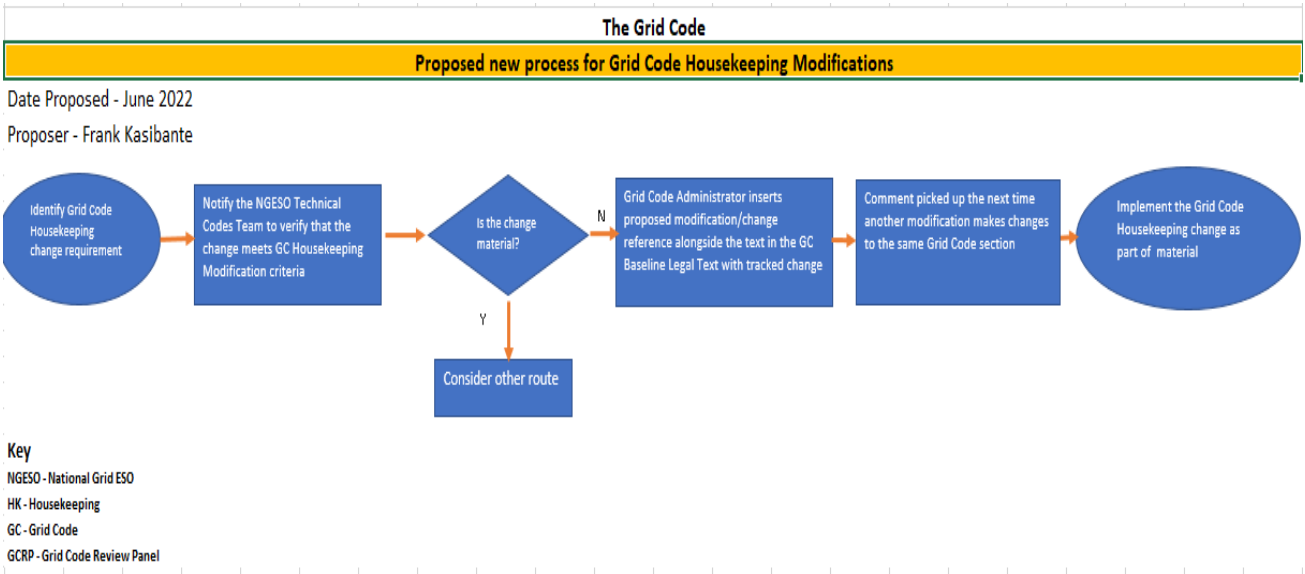 The Grid Code
Proposed new process for Grid Code Housekeeping Modifications
Date Proposed - June 2022
Proposer - Frank Kasibante
Identify Grid Code
Housekeeping
change requirement
Notify the NGESO Technical
Codes Team to verify that the
change meets GC Housekeeping
Modification criteria
Is the change
material?
N
Grid Code Administrator inserts
proposed modification/change
reference alongside the text in the GC
Baseline Legal Text with tracked change
Comment picked up the next time
another modification makes changes
to the same Grid Code section
Implement the Grid Code
Housekeeping change as
part of material
Y
Consider other route
Key
NGESO - National Grid ESO
HK - Housekeeping
GC - Grid Code
GCRP - Grid Code Review Panel